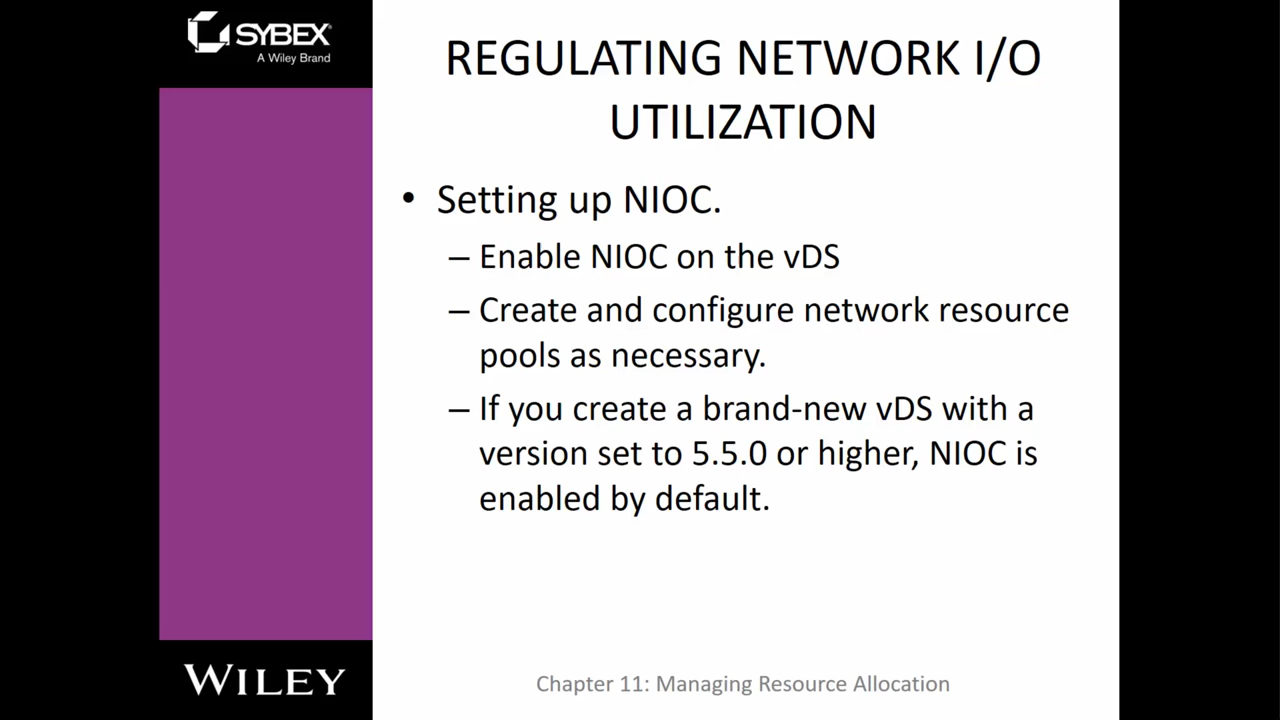 SYBEX
A Wiley Brand
REGULATING NETWORK I/O
UTILIZATION
• Setting up NIOC.
– Enable NIOC on the vDS
– Create and configure network resource
pools as necessary.
– If you create a brand-new vDS with a
version set to 5.5.0 or higher, NIOC is
enabled by default.
WILEY
Chapter 11: Managing Resource Allocation